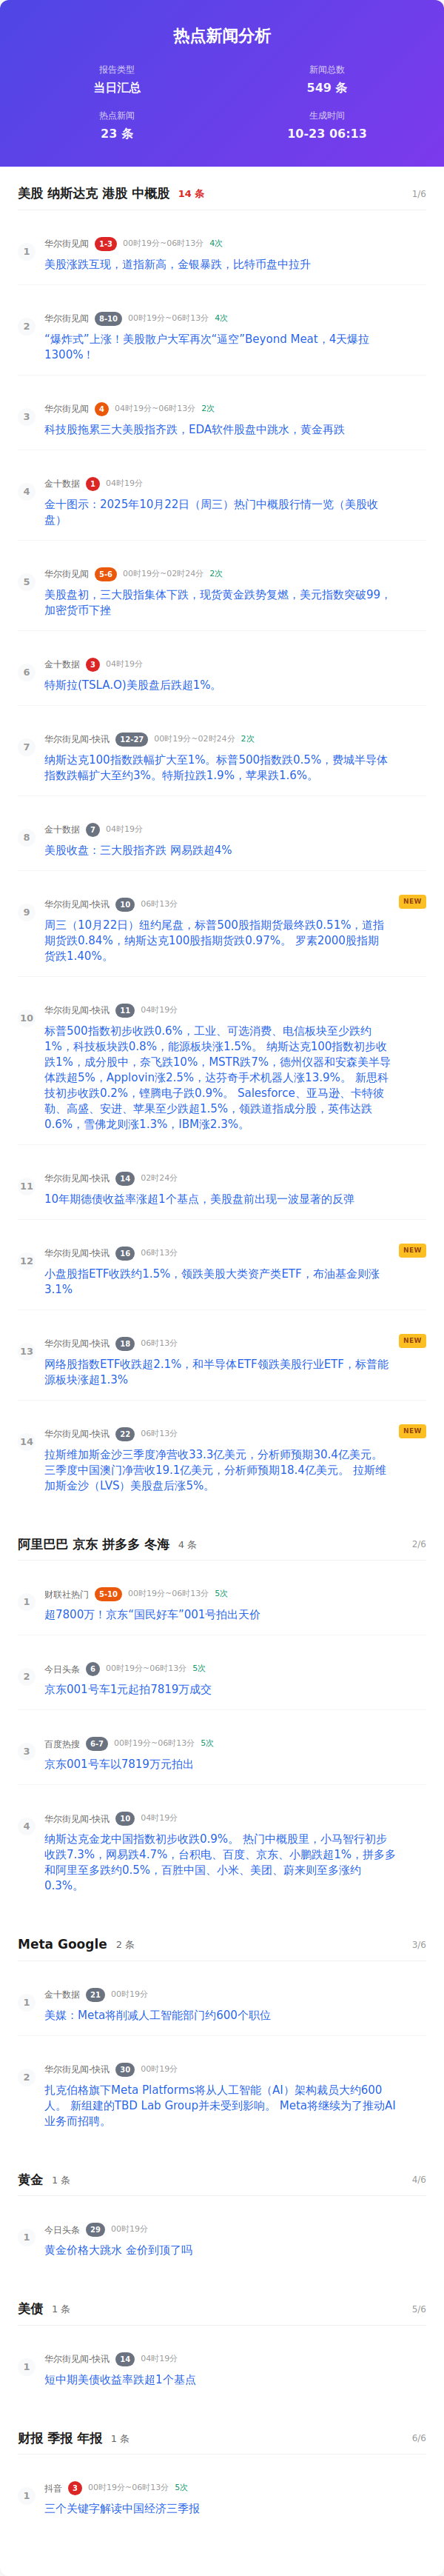 热点新闻分析
报告类型
当日汇总
新闻总数
549 条
热点新闻
23 条
生成时间
10-23 06:13
美股 纳斯达克 港股 中概股 14 条 1/6
1
华尔街见闻 1-3 00时19分~06时13分 4次
美股涨跌互现，道指新高，金银暴跌，比特币盘中拉升
2
华尔街见闻 8-10 00时19分~06时13分 4次
“爆炸式”上涨！美股散户大军再次“逼空”Beyond Meat，4天爆拉
1300%！
3
华尔街见闻 4 04时19分~06时13分 2次
科技股拖累三大美股指齐跌，EDA软件股盘中跳水，黄金再跌
4
金十数据 1 04时19分
金十图示：2025年10月22日（周三）热门中概股行情一览（美股收
盘）
5
华尔街见闻 5-6 00时19分~02时24分 2次
美股盘初，三大股指集体下跌，现货黄金跌势复燃，美元指数突破99，
加密货币下挫
6
金十数据 3 04时19分
特斯拉(TSLA.O)美股盘后跌超1%。
7
华尔街见闻-快讯 12-27 00时19分~02时24分 2次
纳斯达克100指数跌幅扩大至1%。标普500指数跌0.5%，费城半导体
指数跌幅扩大至约3%。特斯拉跌1.9%，苹果跌1.6%。
8
金十数据 7 04时19分
美股收盘：三大股指齐跌 网易跌超4%
9
华尔街见闻-快讯 10 06时13分 NEW
周三（10月22日）纽约尾盘，标普500股指期货最终跌0.51%，道指
期货跌0.84%，纳斯达克100股指期货跌0.97%。 罗素2000股指期
货跌1.40%。
10
华尔街见闻-快讯 11 04时19分
标普500指数初步收跌0.6%，工业、可选消费、电信板块至少跌约
1%，科技板块跌0.8%，能源板块涨1.5%。 纳斯达克100指数初步收
跌1%，成分股中，奈飞跌10%，MSTR跌7%，德州仪器和安森美半导
体跌超5%，Applovin涨2.5%，达芬奇手术机器人涨13.9%。 新思科
技初步收跌0.2%，铿腾电子跌0.9%。 Salesforce、亚马逊、卡特彼
勒、高盛、安进、苹果至少跌超1.5%，领跌道指成分股，英伟达跌
0.6%，雪佛龙则涨1.3%，IBM涨2.3%。
11
华尔街见闻-快讯 14 02时24分
10年期德债收益率涨超1个基点，美股盘前出现一波显著的反弹
12
华尔街见闻-快讯 16 06时13分 NEW
小盘股指ETF收跌约1.5%，领跌美股大类资产类ETF，布油基金则涨
3.1%
13
华尔街见闻-快讯 18 06时13分 NEW
网络股指数ETF收跌超2.1%，和半导体ETF领跌美股行业ETF，标普能
源板块涨超1.3%
14
华尔街见闻-快讯 22 06时13分 NEW
拉斯维加斯金沙三季度净营收33.3亿美元，分析师预期30.4亿美元。
三季度中国澳门净营收19.1亿美元，分析师预期18.4亿美元。 拉斯维
加斯金沙（LVS）美股盘后涨5%。
阿里巴巴 京东 拼多多 冬海 4 条 2/6
1
财联社热门 5-10 00时19分~06时13分 5次
超7800万！京东“国民好车”001号拍出天价
2
今日头条 6 00时19分~06时13分 5次
京东001号车1元起拍7819万成交
3
百度热搜 6-7 00时19分~06时13分 5次
京东001号车以7819万元拍出
4
华尔街见闻-快讯 10 04时19分
纳斯达克金龙中国指数初步收跌0.9%。 热门中概股里，小马智行初步
收跌7.3%，网易跌4.7%，台积电、百度、京东、小鹏跌超1%，拼多多
和阿里至多跌约0.5%，百胜中国、小米、美团、蔚来则至多涨约
0.3%。
Meta Google 2 条 3/6
1
金十数据 21 00时19分
美媒：Meta将削减人工智能部门约600个职位
2
华尔街见闻-快讯 30 00时19分
扎克伯格旗下Meta Platforms将从人工智能（AI）架构裁员大约600
人。 新组建的TBD Lab Group并未受到影响。 Meta将继续为了推动AI
业务而招聘。
黄金 1 条 4/6
1
今日头条 29 00时19分
黄金价格大跳水 金价到顶了吗
美债 1 条 5/6
1
华尔街见闻-快讯 14 04时19分
短中期美债收益率跌超1个基点
财报 季报 年报 1 条 6/6
1
抖音 3 00时19分~06时13分 5次
三个关键字解读中国经济三季报